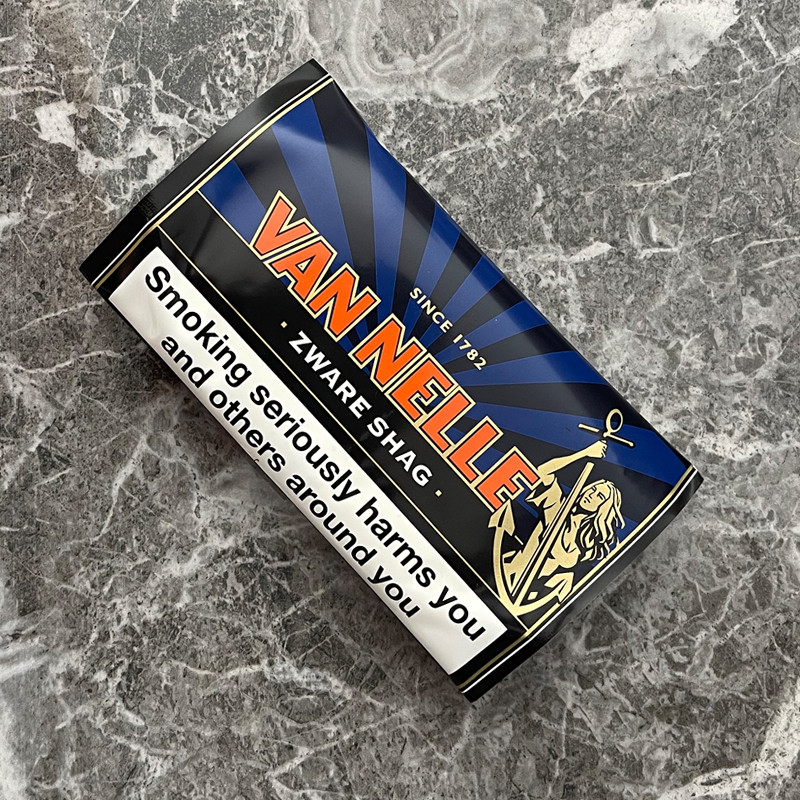 SINCE 1782
VAN NELLE
· ZWARE SHAG ·
Smoking seriously harms you
and others around you